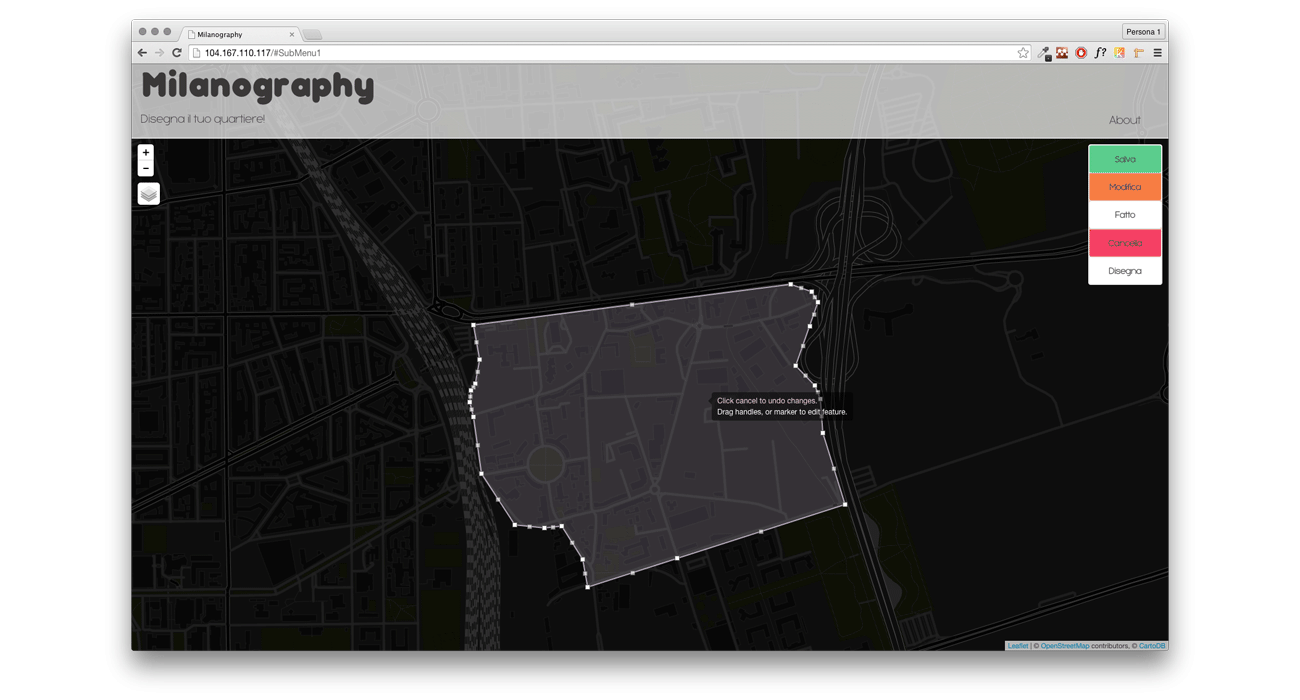 Milanography
Persona 1
104.167.110.117/#SubMenu1
f?
Milanography
Disegna il tuo quartiere!
About
+
-
Salva
Modifica
Fatto
Cancella
Disegna
Click cancel to undo changes.
Drag handles, or marker to edit feature.
Leaflet | © OpenStreetMap contributors, © CartoDB